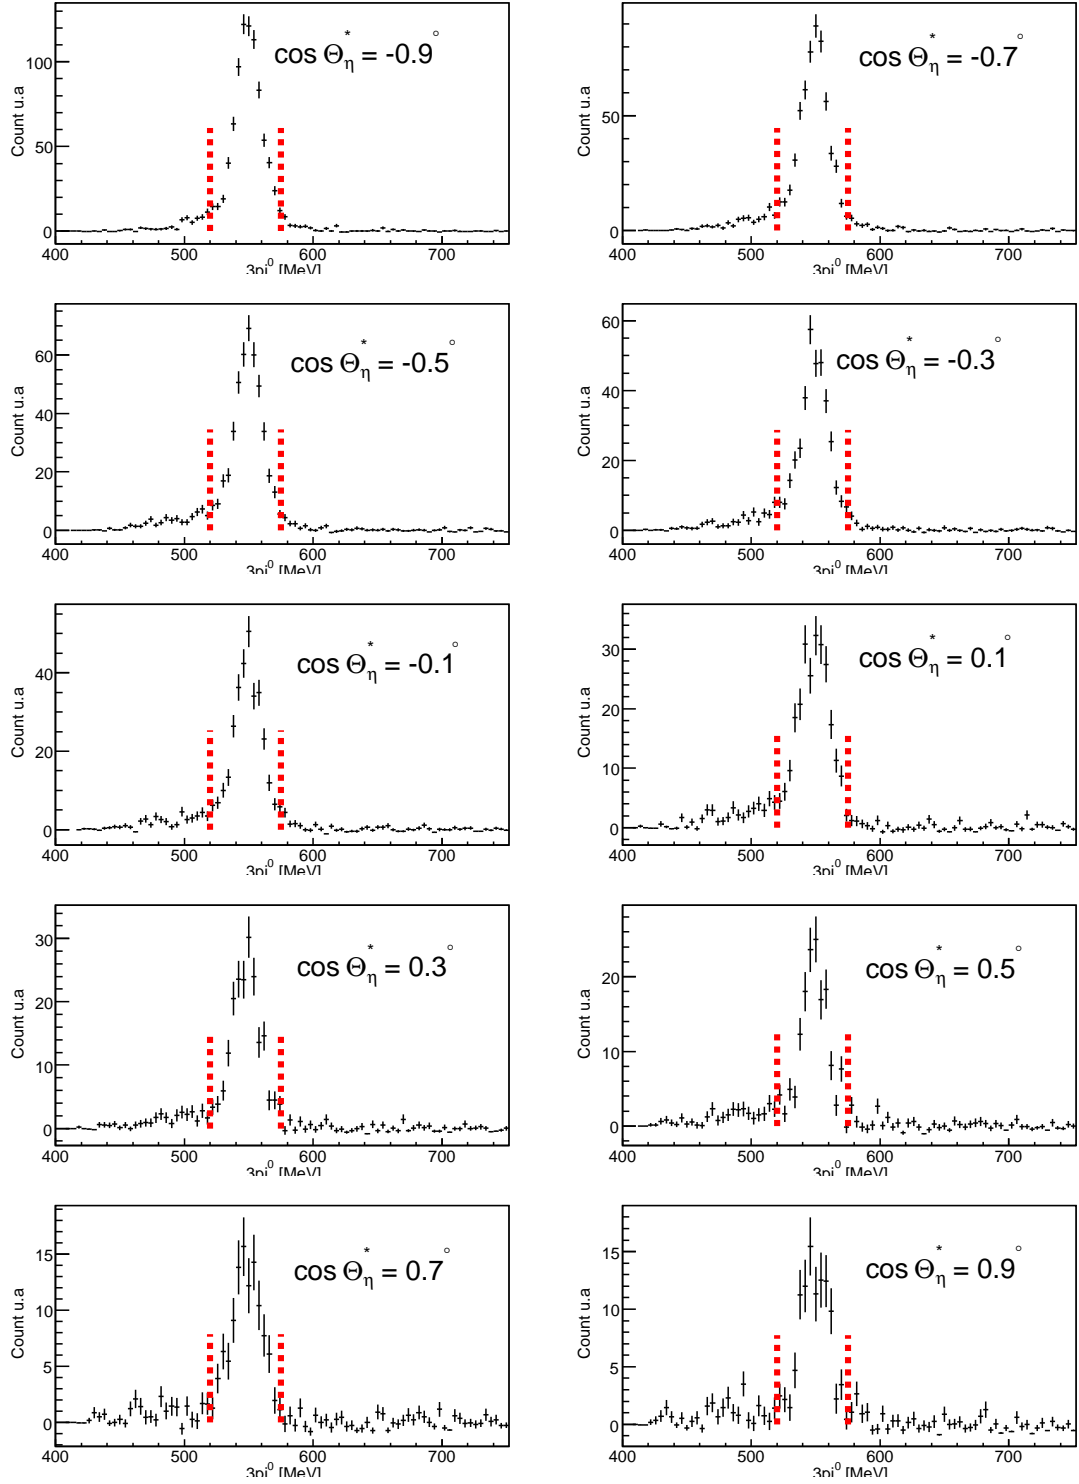 cos Θ*η = -0.9°
Count u.a
100
50
0
400 500 600 700
3pi⁰ [MeV]
cos Θ*η = -0.7°
Count u.a
50
0
400 500 600 700
3pi⁰ [MeV]
cos Θ*η = -0.5°
Count u.a
60
40
20
0
400 500 600 700
3pi⁰ [MeV]
cos Θ*η = -0.3°
Count u.a
60
40
20
0
400 500 600 700
3pi⁰ [MeV]
cos Θ*η = -0.1°
Count u.a
40
20
0
400 500 600 700
3pi⁰ [MeV]
cos Θ*η = 0.1°
Count u.a
30
20
10
0
400 500 600 700
3pi⁰ [MeV]
cos Θ*η = 0.3°
Count u.a
30
20
10
0
400 500 600 700
3pi⁰ [MeV]
cos Θ*η = 0.5°
Count u.a
20
10
0
400 500 600 700
3pi⁰ [MeV]
cos Θ*η = 0.7°
Count u.a
15
10
5
0
400 500 600 700
3pi⁰ [MeV]
cos Θ*η = 0.9°
Count u.a
15
10
5
0
400 500 600 700
3pi⁰ [MeV]